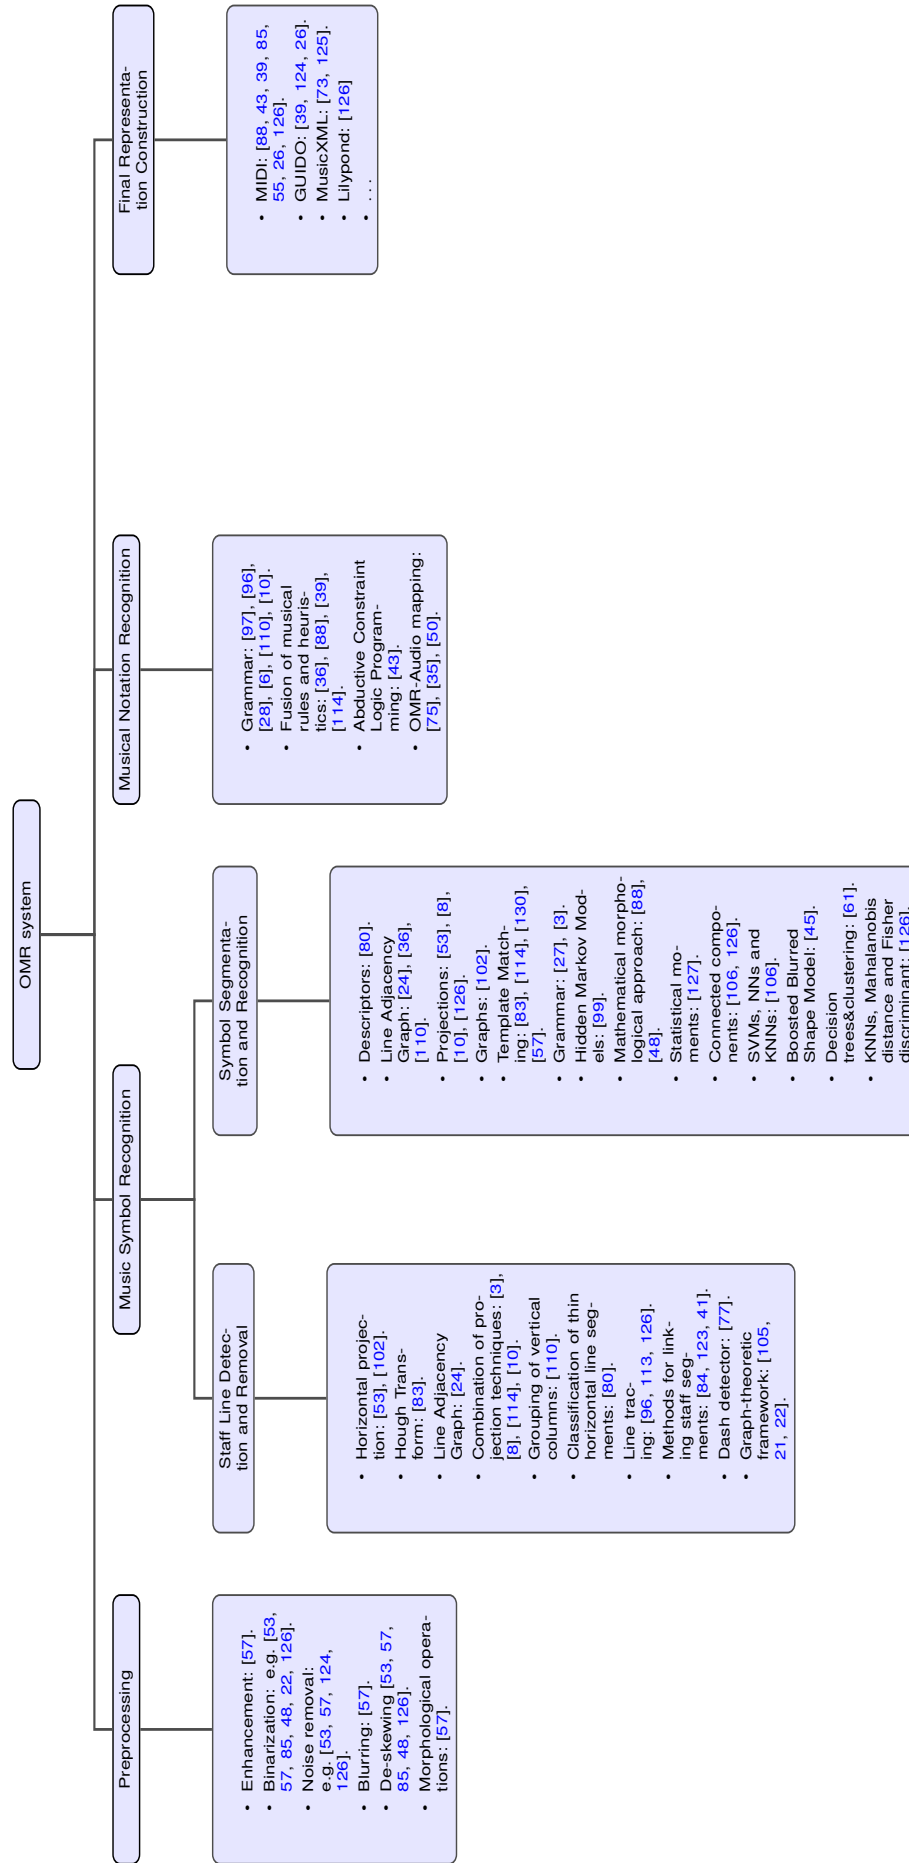 OMR system
Preprocessing
• Enhancement: [57].
• Binarization: e.g. [53,
57, 85, 48, 22, 126].
• Noise removal:
e.g. [53, 57, 124,
126].
• Blurring: [57].
• De-skewing [53, 57,
85, 48, 126].
• Morphological opera-
tions: [57].
Music Symbol Recognition
Staff Line Detec-
tion and Removal
• Horizontal projec-
tion: [53], [102].
• Hough Trans-
form: [83].
• Line Adjacency
Graph: [24].
• Combination of pro-
jection techniques: [3],
[8], [114], [10].
• Grouping of vertical
columns: [110].
• Classification of thin
horizontal line seg-
ments: [80].
• Line trac-
ing: [96, 113, 126].
• Methods for link-
ing staff seg-
ments: [84, 123, 41].
• Dash detector: [77].
• Graph-theoretic
framework: [105,
21, 22].
Symbol Segmenta-
tion and Recognition
• Descriptors: [80].
• Line Adjacency
Graph: [24], [36],
[110].
• Projections: [53], [8],
[10], [126].
• Graphs: [102].
• Template Match-
ing: [83], [114], [130],
[57].
• Grammar: [27], [3].
• Hidden Markov Mod-
els: [99].
• Mathematical morpho-
logical approach: [88],
[48].
• Statistical mo-
ments: [127].
• Connected compo-
nents: [106, 126].
• SVMs, NNs and
KNNs: [106].
• Boosted Blurred
Shape Model: [45].
• Decision
trees&clustering: [61].
• KNNs, Mahalanobis
distance and Fisher
discriminant: [126].
Musical Notation Recognition
• Grammar: [97], [96],
[28], [6], [110], [10].
• Fusion of musical
rules and heuris-
tics: [36], [88], [39],
[114].
• Abductive Constraint
Logic Program-
ming: [43].
• OMR-Audio mapping:
[75], [35], [50].
Final Representa-
tion Construction
• MIDI: [88, 43, 39, 85,
55, 26, 126].
• GUIDO: [39, 124, 26].
• MusicXML: [73, 125].
• Lilypond: [126]
• . . .